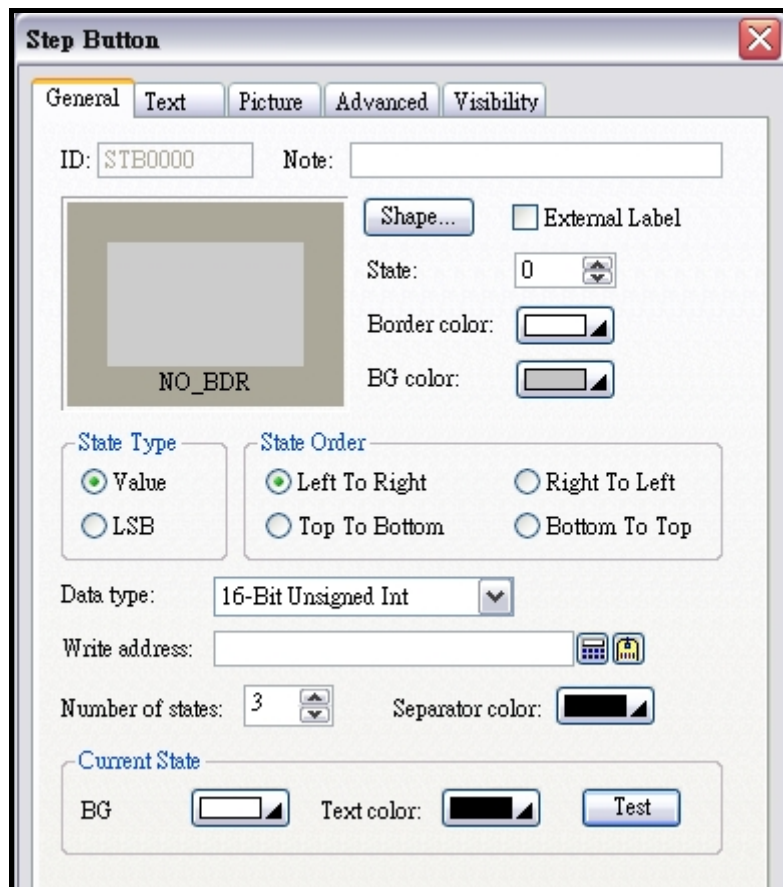 Step Button
General Text Picture Advanced Visibility
ID: STB0000 Note:
Shape... External Label
State: 0
Border color:
NO_BDR
BG color:
State Type State Order
Value Left To Right Right To Left
LSB Top To Bottom Bottom To Top
Data type: 16-Bit Unsigned Int
Write address:
Number of states: 3 Separator color:
Current State
BG Text color: Test